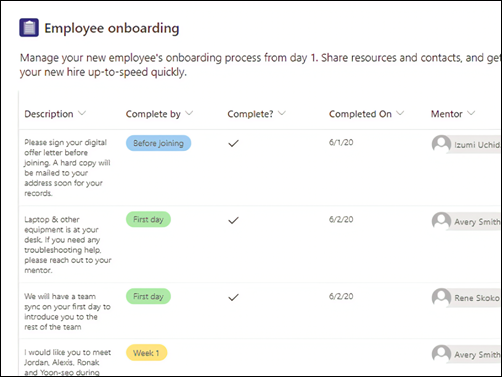 Employee onboarding
Manage your new employee's onboarding process from day 1. Share resources and contacts, and get
your new hire up-to-speed quickly.
Description Complete by Complete? Completed On Mentor
Please sign your digital
offer letter before
joining. A hard copy will
be mailed to your
address soon for your
records.
Before joining
6/1/20
Izumi Uchid
Laptop & other
equipment is at your
desk. If you need any
troubleshooting help,
please reach out to your
mentor.
First day
6/2/20
Avery Smith
We will have a team
sync on your first day to
introduce you to the
rest of the team
First day
6/2/20
Rene Skoko
I would like you to meet
Jordan, Alexis, Ronak
and Yoon-seo during
Week 1
Avery Smith